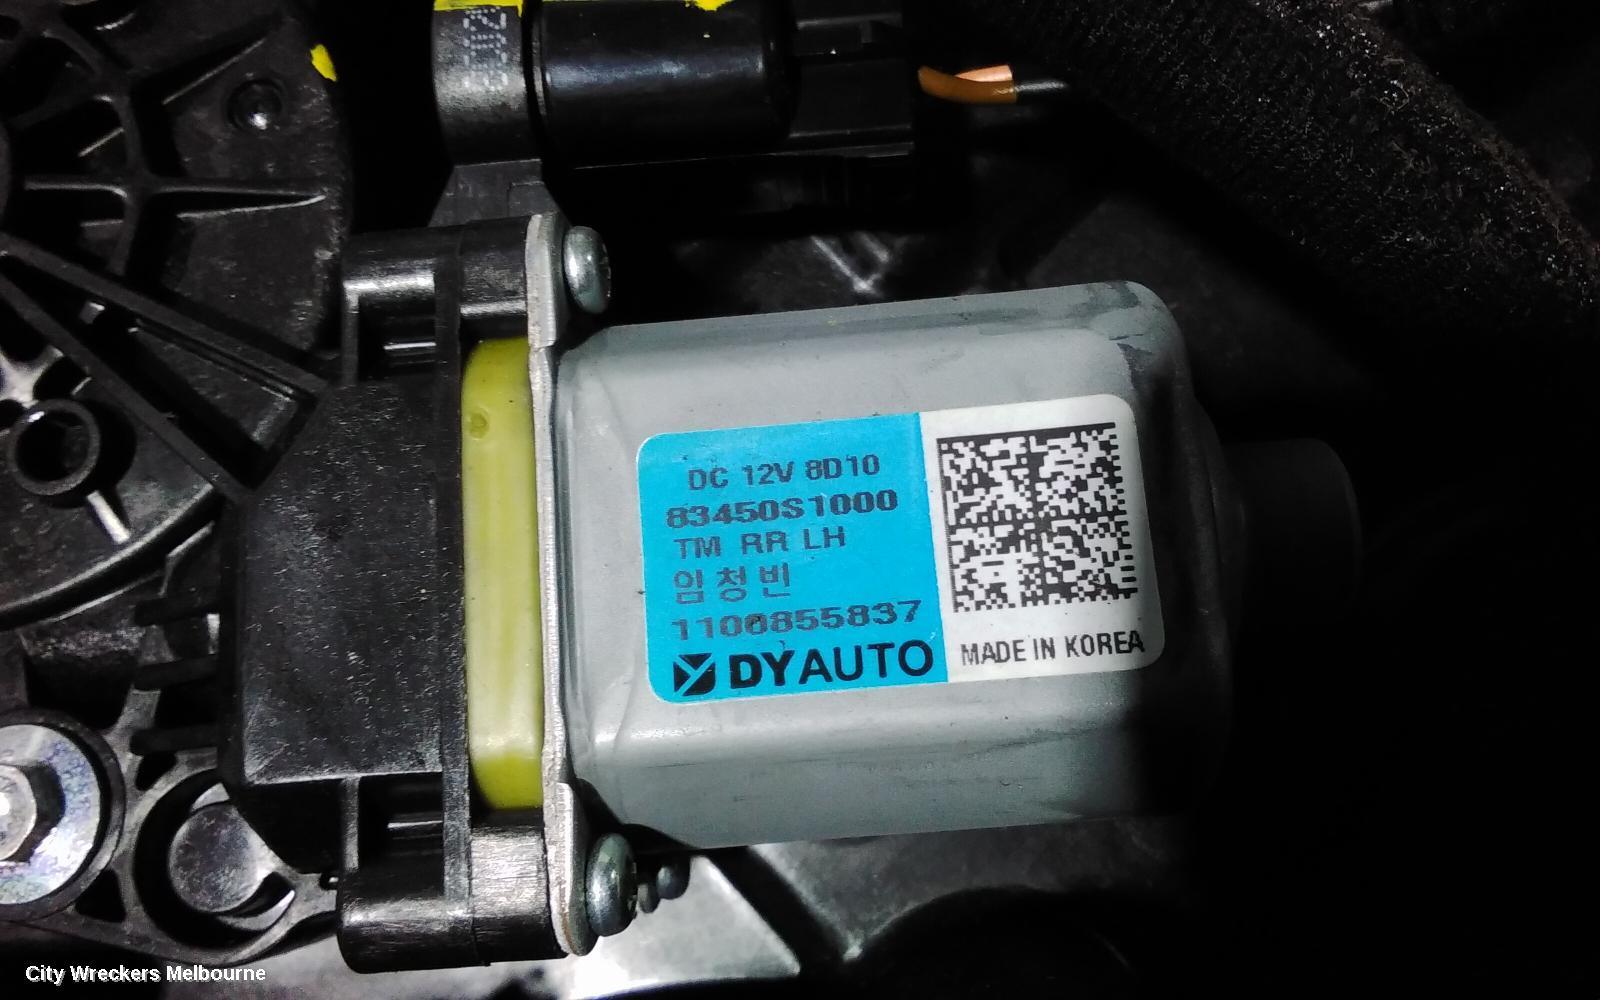 DC 12V 8D10
83450S1000
TM RR LH
임청빈
1100855837
DYAUTO
MADE IN KOREA
City Wreckers Melbourne